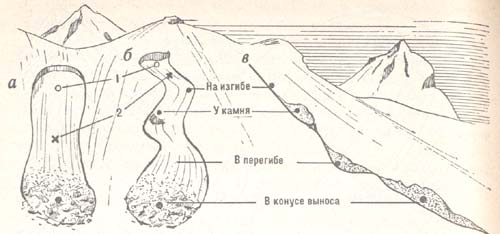 а
1
2
б
в
На изгибе
У камня
В перегибе
В конусе выноса